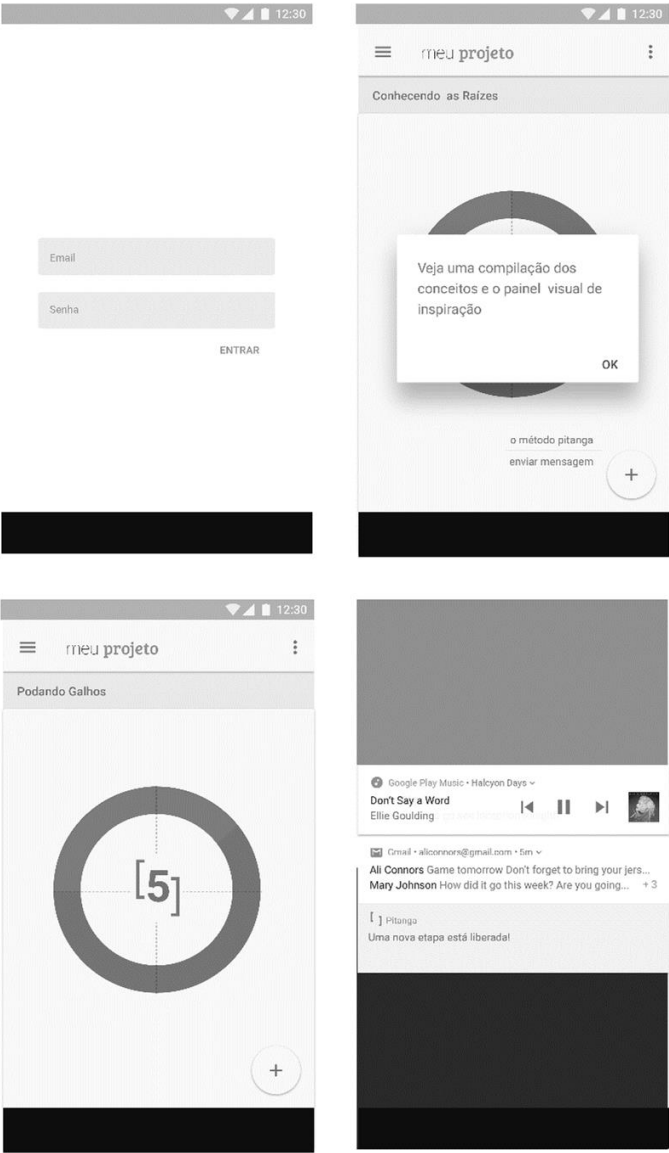 12:30
Email
Senha
ENTRAR
12:30
meu projeto
Conhecendo as Raízes
Veja uma compilação dos
conceitos e o painel visual de
inspiração
OK
o método pitanga
enviar mensagem
+
12:30
meu projeto
Podando Galhos
[5]
+
Google Play Music • Halcyon Days
Don't Say a Word
Ellie Goulding
Gmail • aliconnors@gmail.com • 5m
Ali Connors Game tomorrow Don't forget to bring your jers...
Mary Johnson How did it go this week? Are you going... +3
[ ] Pitanga
Uma nova etapa está liberada!